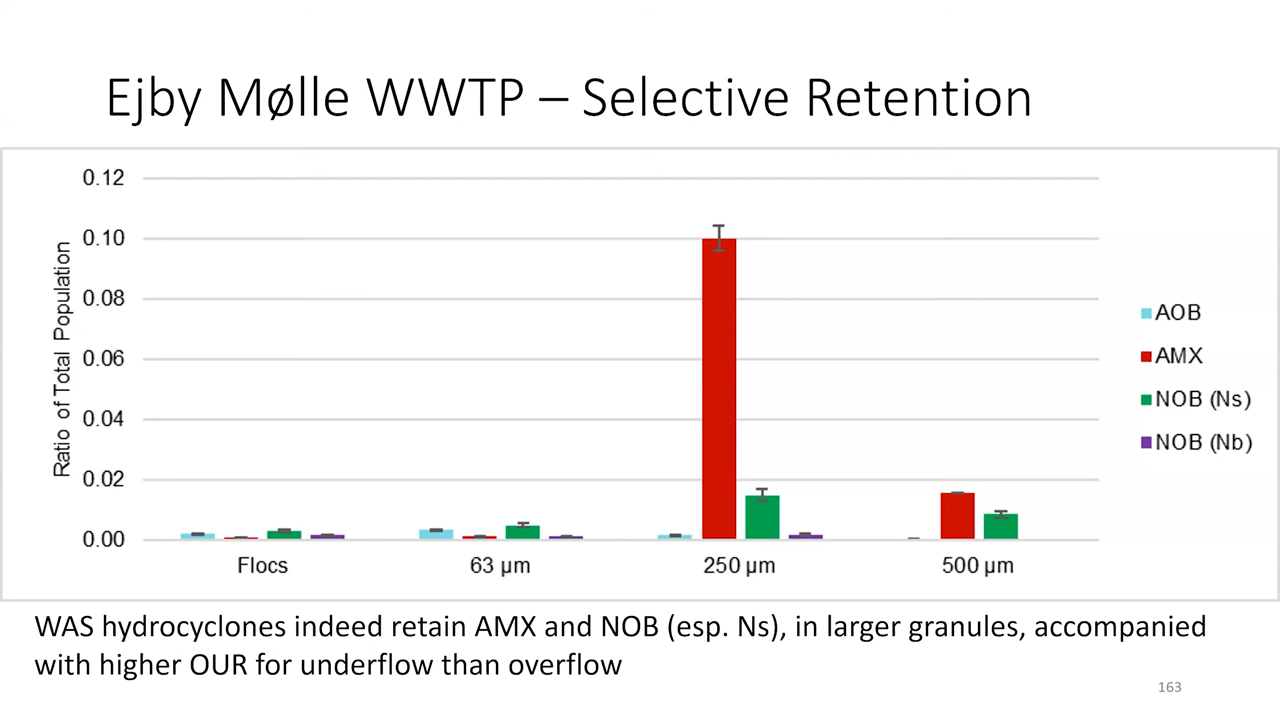 Ejby Mølle WWTP – Selective Retention
0.12
0.10
0.08
0.06
0.04
0.02
0.00
Ratio of Total Population
Flocs
63 µm
250 µm
500 µm
AOB
AMX
NOB (Ns)
NOB (Nb)
WAS hydrocyclones indeed retain AMX and NOB (esp. Ns), in larger granules, accompanied
with higher OUR for underflow than overflow
163